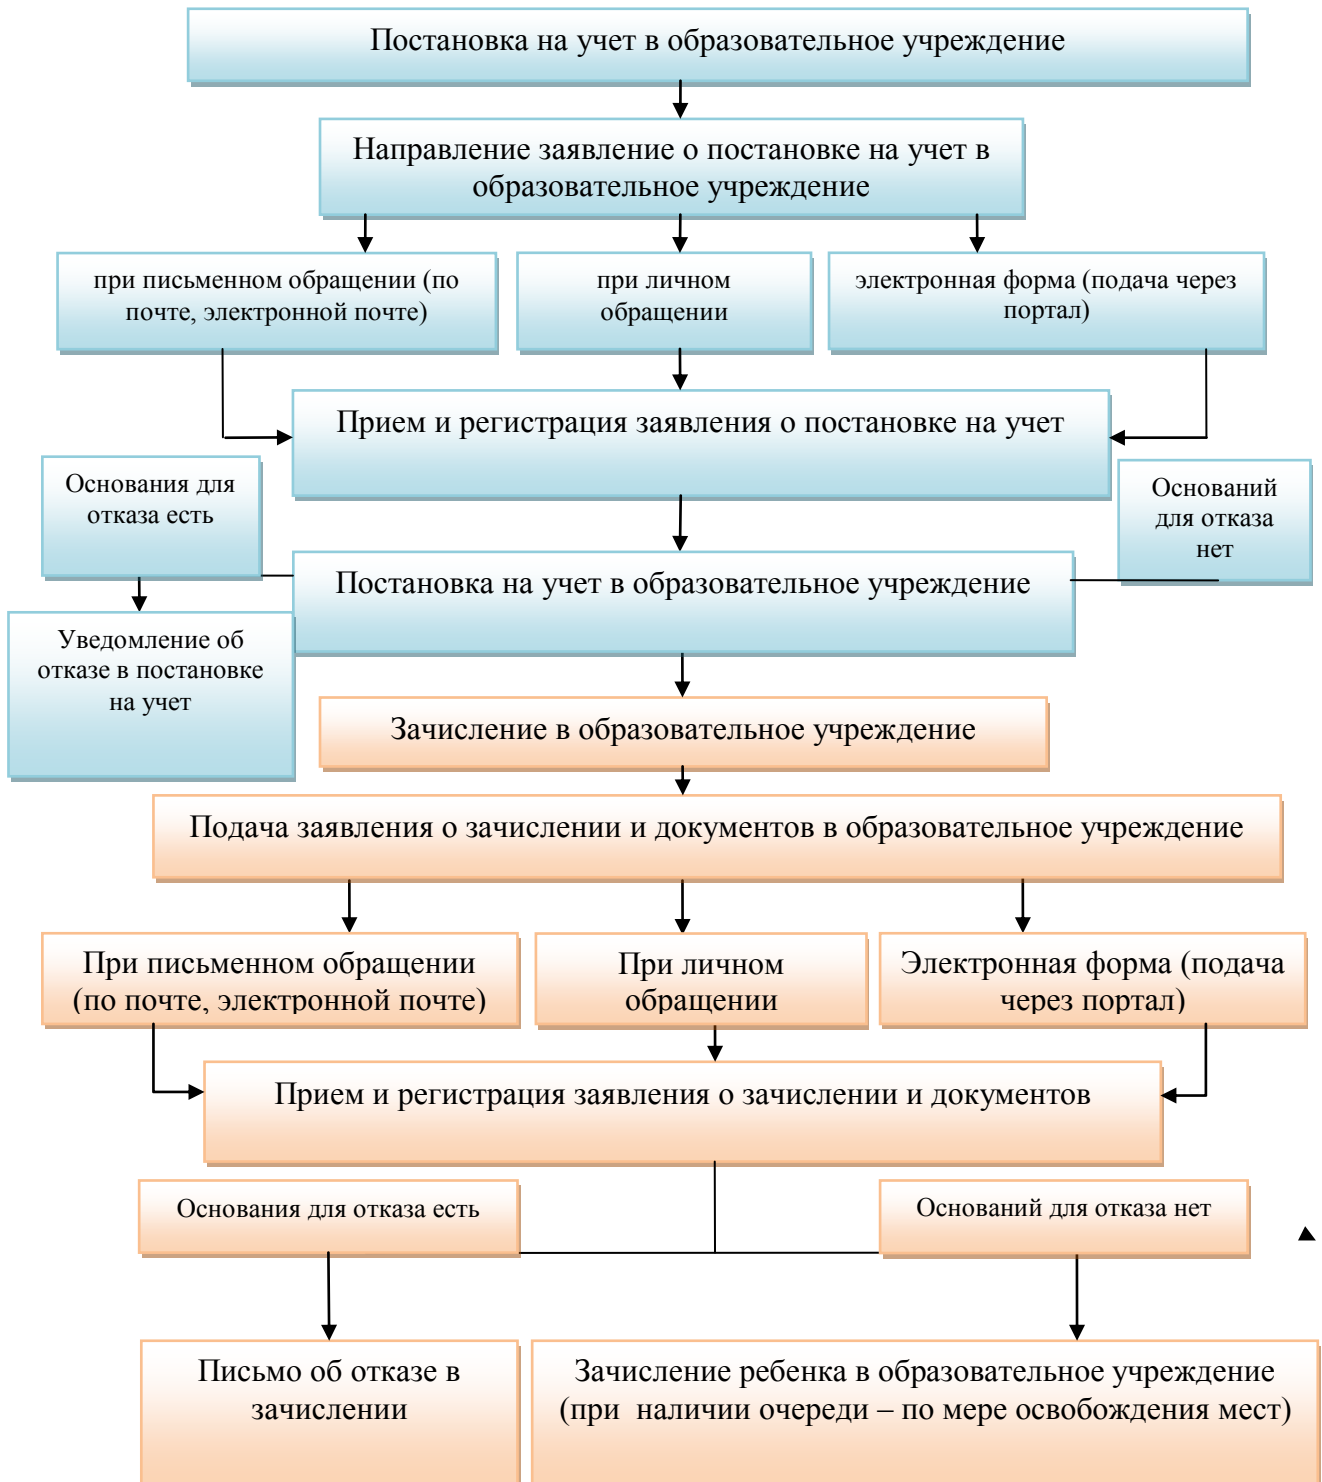 Постановка на учет в образовательное учреждение
Направление заявление о постановке на учет в
образовательное учреждение
при письменном обращении (по
почте, электронной почте)
при личном
обращении
электронная форма (подача через
портал)
Прием и регистрация заявления о постановке на учет
Основания для
отказа есть
Оснований
для отказа
нет
Постановка на учет в образовательное учреждение
Уведомление об
отказе в постановке
на учет
Зачисление в образовательное учреждение
Подача заявления о зачислении и документов в образовательное учреждение
При письменном обращении
(по почте, электронной почте)
При личном
обращении
Электронная форма (подача
через портал)
Прием и регистрация заявления о зачислении и документов
Основания для отказа есть
Оснований для отказа нет
Письмо об отказе в
зачислении
Зачисление ребенка в образовательное учреждение
(при  наличии очереди – по мере освобождения мест)